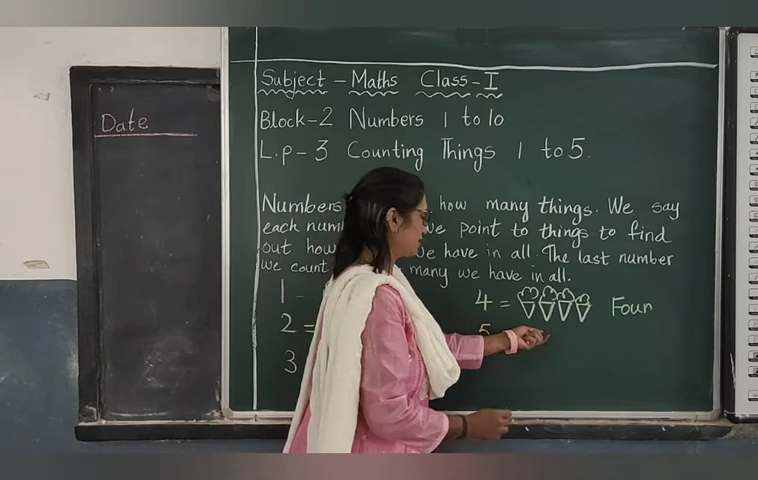 Date
Subject – Maths Class – I
Block–2 Numbers 1 to 10
L.p – 3 Counting Things 1 to 5.
Numbers how many things. We say
each we point to things to find
out how we have in all. The last number
we count many we have in all.
1 –
4 = Four
2 =
5
3